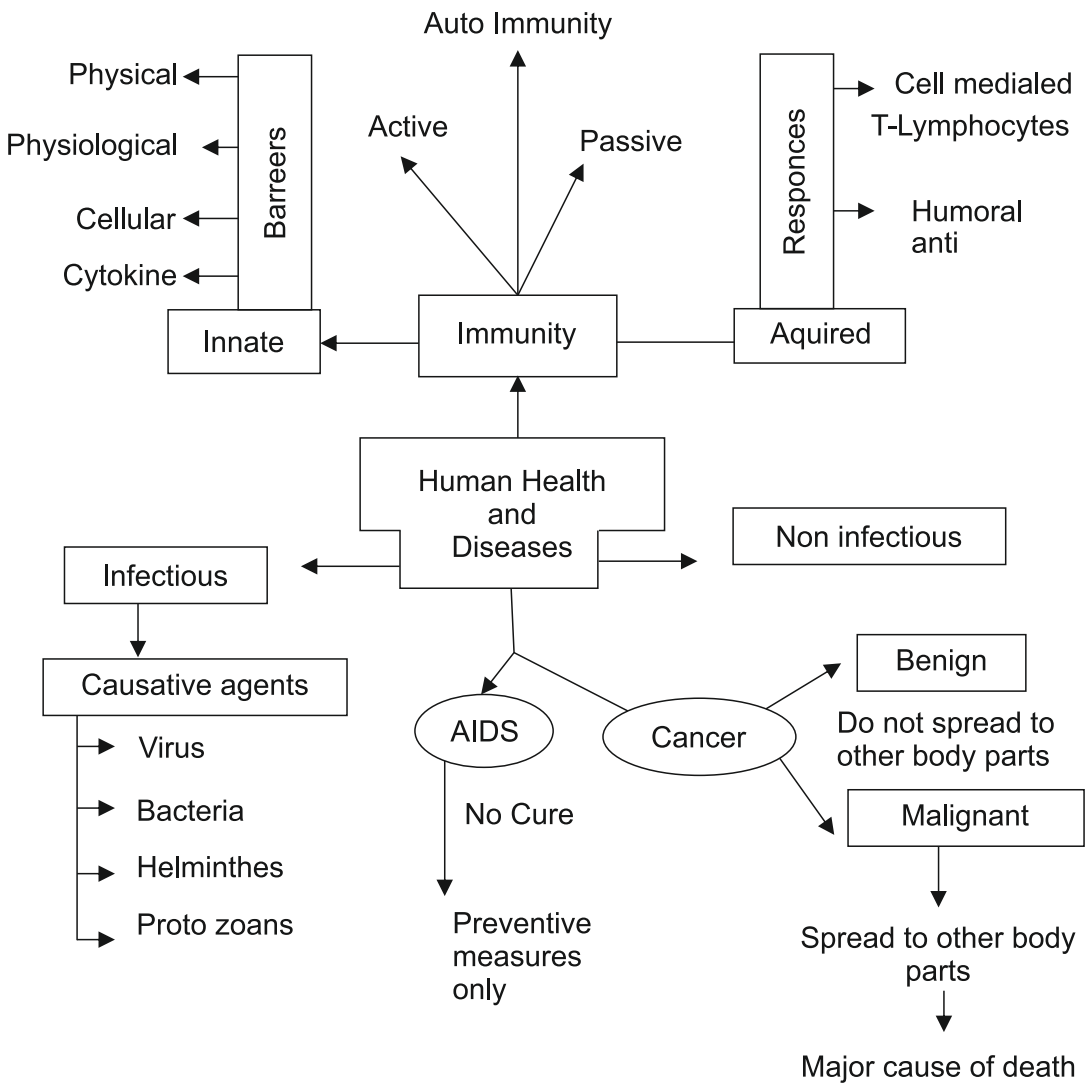 Auto Immunity
Physical
Physiological
Cellular
Cytokine
Barreers
Innate
Active
Passive
Immunity
Responces
Cell medialed
T-Lymphocytes
Humoral
anti
Aquired
Human Health
and
Diseases
Non infectious
Infectious
Causative agents
Virus
Bacteria
Helminthes
Proto zoans
AIDS
No Cure
Preventive
measures
only
Cancer
Benign
Do not spread to
other body parts
Malignant
Spread to other body
parts
Major cause of death